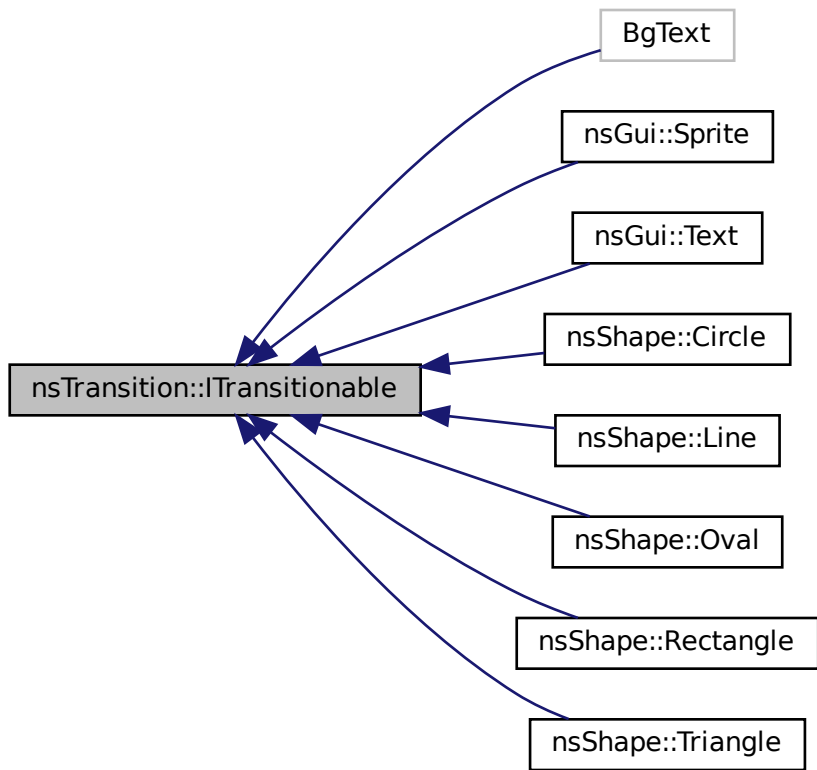 BgText
nsGui::Sprite
nsGui::Text
nsShape::Circle
nsTransition::ITransitionable
nsShape::Line
nsShape::Oval
nsShape::Rectangle
nsShape::Triangle